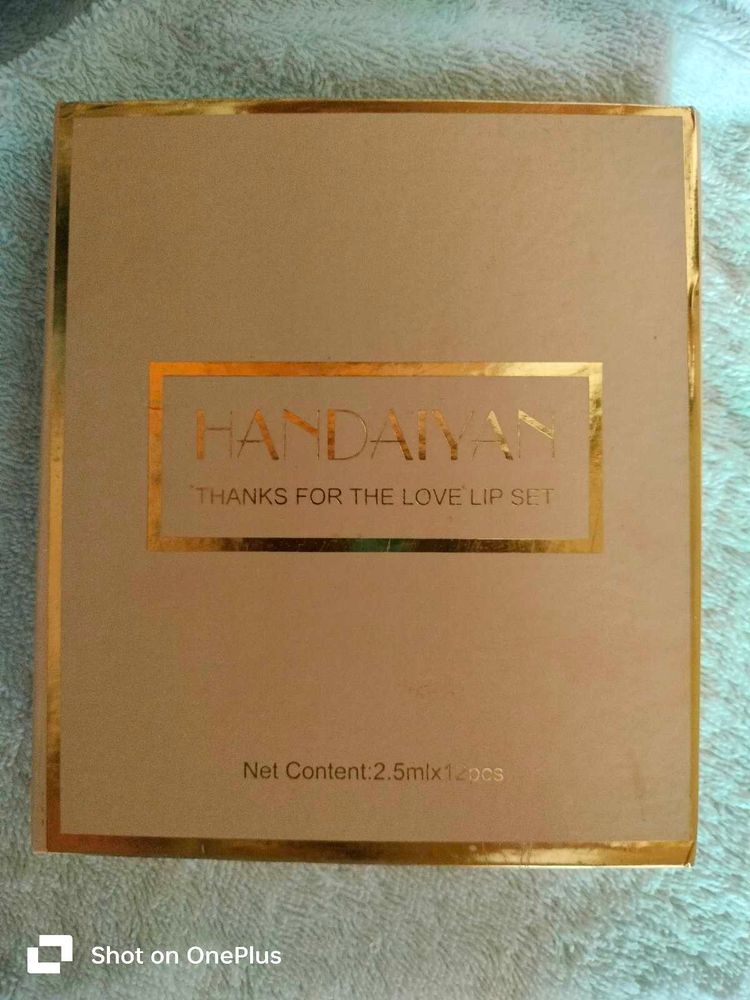 HANDAIYAN
"THANKS FOR THE LOVE" LIP SET
Net Content:2.5mlx12pcs
Shot on OnePlus